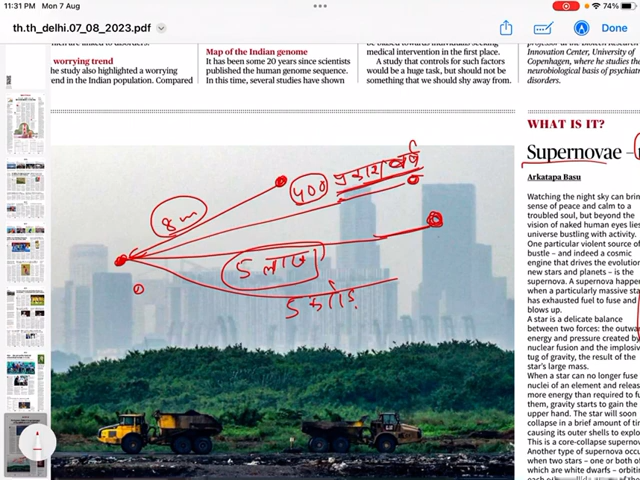 11:31 PM Mon 7 Aug
74%
th.th_delhi.07_08_2023.pdf
Done
worrying trend
he study also highlighted a worrying
end in the Indian population. Compared
Map of the Indian genome
It has been some 20 years since scientists
published the human genome sequence.
In this time, several studies have shown
medical intervention in the first place.
A study that controls for such factors
would be a huge task, but should not be
something that we should shy away from.
Innovation Center, University of
Copenhagen, where he studies the
neurobiological basis of psychiat
disorders.
8m
400 प्रकाश वर्ष
5 लाख
5 करोड़
WHAT IS IT?
Supernovae –
Arkatapa Basu
Watching the night sky can brin
sense of peace and calm to a
troubled soul, but beyond the
vision of naked human eyes lies
universe bustling with activity.
One particular violent source of
bustle – and indeed a cosmic
engine that drives the evolution
new stars and planets – is the
supernova. A supernova happe
when a particularly massive sta
has exhausted fuel to fuse and
blows up.
A star is a delicate balance
between two forces: the outwa
energy and pressure created by
nuclear fusion and the implosiv
tug of gravity, the result of the
star's large mass.
When a star can no longer fuse
nuclei of an element and releas
more energy than required to fu
them, gravity starts to gain the
upper hand. The star will soon
collapse in a brief amount of tim
causing its outer shells to explo
This is a core-collapse supernov
Another type of supernova occu
when two stars – one or both of
which are white dwarfs – orbitin